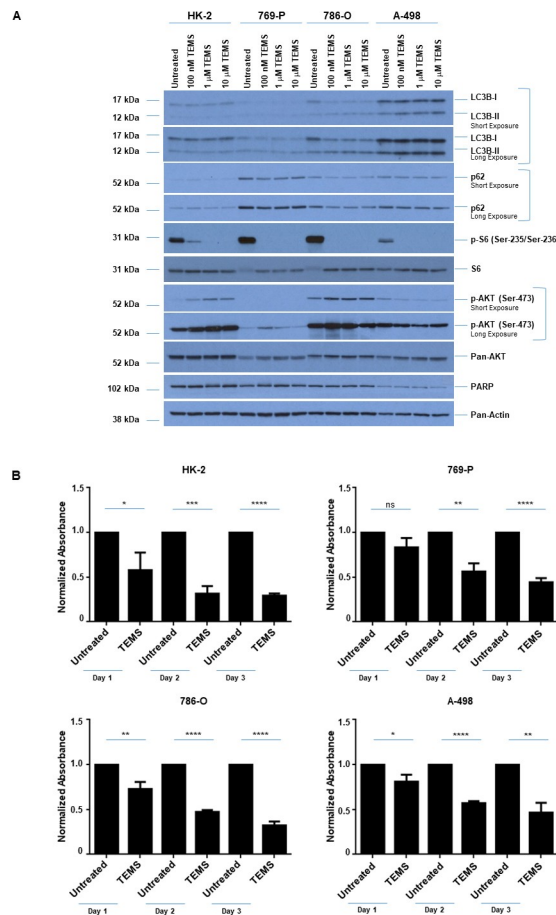 A
HK-2 769-P 786-O A-498
Untreated 100 nM TEMS 1 µM TEMS 10 µM TEMS Untreated 100 nM TEMS 1 µM TEMS 10 µM TEMS Untreated 100 nM TEMS 1 µM TEMS 10 µM TEMS Untreated 100 nM TEMS 1 µM TEMS 10 µM TEMS
17 kDa LC3B-I
12 kDa LC3B-II
Short Exposure
17 kDa LC3B-I
12 kDa LC3B-II
Long Exposure
p62
52 kDa Short Exposure
p62
52 kDa Long Exposure
31 kDa p-S6 (Ser-235/Ser-236
31 kDa S6
p-AKT (Ser-473)
52 kDa Short Exposure
p-AKT (Ser-473)
52 kDa Long Exposure
52 kDa Pan-AKT
102 kDa PARP
38 kDa Pan-Actin
B
HK-2
Normalized Absorbance
1.5
1.0
0.5
0
* *** ****
Untreated TEMS Untreated TEMS Untreated TEMS
Day 1 Day 2 Day 3
769-P
Normalized Absorbance
1.5
1.0
0.5
0
ns ** ****
Untreated TEMS Untreated TEMS Untreated TEMS
Day 1 Day 2 Day 3
786-O
Normalized Absorbance
1.5
1.0
0.5
0
** **** ****
Untreated TEMS Untreated TEMS Untreated TEMS
Day 1 Day 2 Day 3
A-498
Normalized Absorbance
1.5
1.0
0.5
0
* **** **
Untreated TEMS Untreated TEMS Untreated TEMS
Day 1 Day 2 Day 3